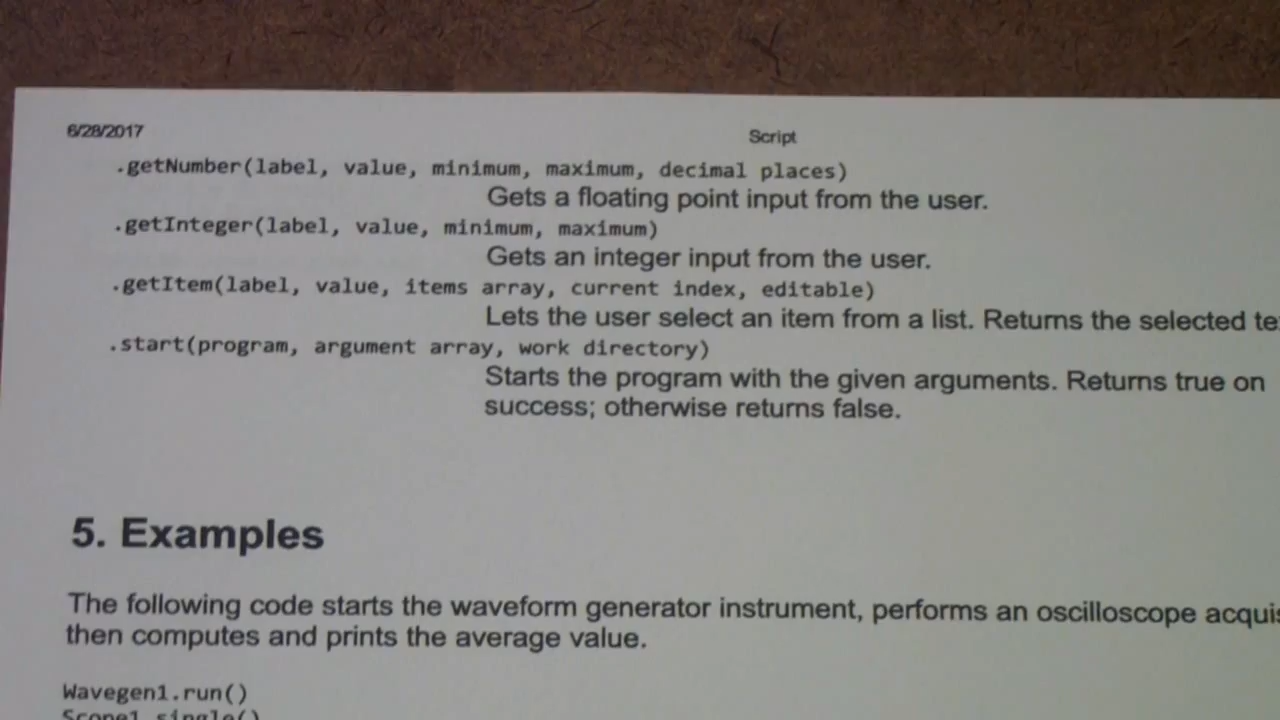 6/28/2017
Script
.getNumber(label, value, minimum, maximum, decimal places)
Gets a floating point input from the user.
.getInteger(label, value, minimum, maximum)
Gets an integer input from the user.
.getItem(label, value, items array, current index, editable)
Lets the user select an item from a list. Returns the selected
.start(program, argument array, work directory)
Starts the program with the given arguments. Returns true on
success; otherwise returns false.
5. Examples
The following code starts the waveform generator instrument, performs an oscilloscope
then computes and prints the average value.
Wavegen1.run()
Scope1.single()